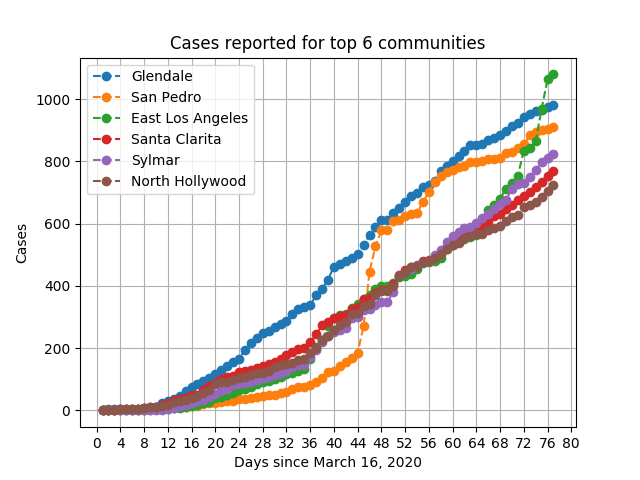 Cases reported for top 6 communities
Glendale
San Pedro
East Los Angeles
Santa Clarita
Sylmar
North Hollywood
Cases
1000
800
600
400
200
0
0 4 8 12 16 20 24 28 32 36 40 44 48 52 56 60 64 68 72 76 80
Days since March 16, 2020